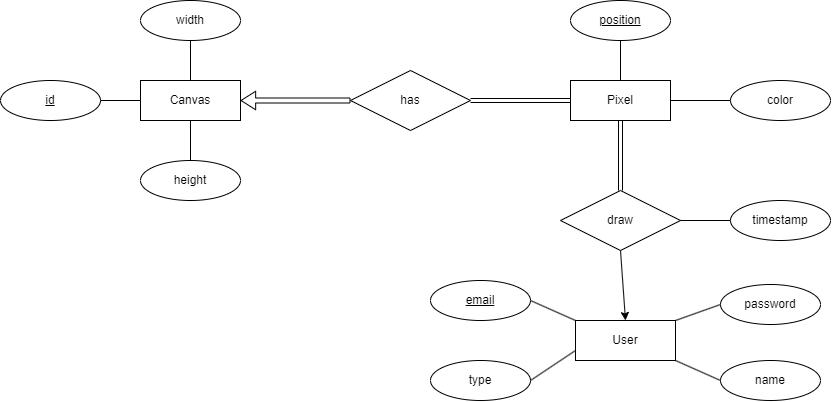 width
position
id
Canvas
has
Pixel
color
height
draw
timestamp
email
password
User
type
name